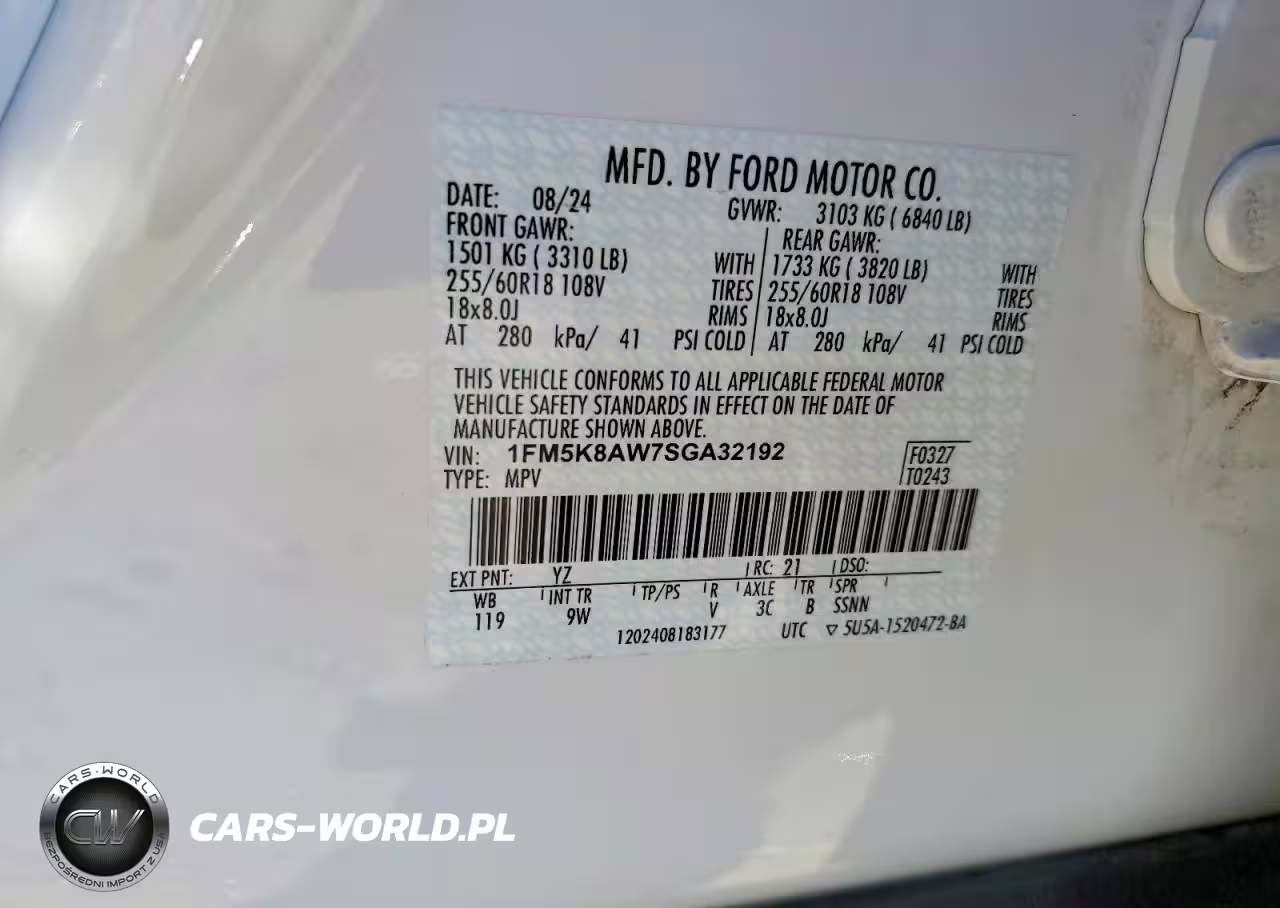 MFD. BY FORD MOTOR CO.
DATE: 08/24 GVWR: 3103 KG ( 6840 LB)
FRONT GAWR: REAR GAWR:
1501 KG ( 3310 LB) WITH 1733 KG ( 3820 LB) WITH
255/60R18 108V TIRES 255/60R18 108V TIRES
18x8.0J RIMS 18x8.0J RIMS
AT 280 kPa/ 41 PSI COLD AT 280 kPa/ 41 PSI COLD
THIS VEHICLE CONFORMS TO ALL APPLICABLE FEDERAL MOTOR
VEHICLE SAFETY STANDARDS IN EFFECT ON THE DATE OF
MANUFACTURE SHOWN ABOVE.
VIN: 1FM5K8AW7SGA32192 F0327
TYPE: MPV T0243
EXT PNT: YZ RC: 21 DSO:
WB INT TR TP/PS R AXLE TR SPR
119 9W V 3C B SSNN
1202408183177 UTC ▽ 5U5A-1520472-BA
CARS-WORLD
CW
BEZPOŚREDNI IMPORT Z USA
CARS-WORLD.PL